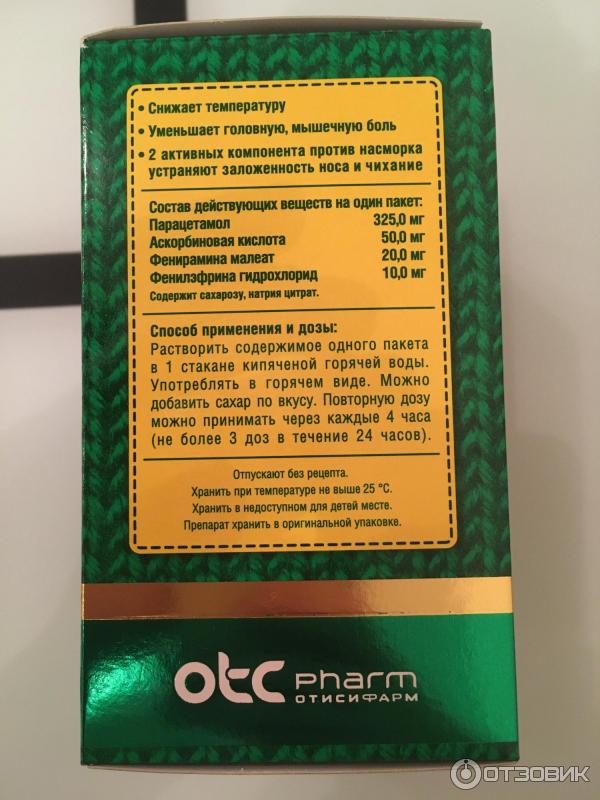 • Снижает температуру
• Уменьшает головную, мышечную боль
• 2 активных компонента против насморка
устраняют заложенность носа и чихание
Состав действующих веществ на один пакет:
Парацетамол 325,0 мг
Аскорбиновая кислота 50,0 мг
Фенирамина малеат 20,0 мг
Фенилэфрина гидрохлорид 10,0 мг
Содержит сахарозу, натрия цитрат.
Способ применения и дозы:
Растворить содержимое одного пакета
в 1 стакане кипяченой горячей воды.
Употреблять в горячем виде. Можно
добавить сахар по вкусу. Повторную дозу
можно принимать через каждые 4 часа
(не более 3 доз в течение 24 часов).
Отпускают без рецепта.
Хранить при температуре не выше 25 °С.
Хранить в недоступном для детей месте.
Препарат хранить в оригинальной упаковке.
otc pharm
ОТИСИФАРМ
ОТЗОВИК